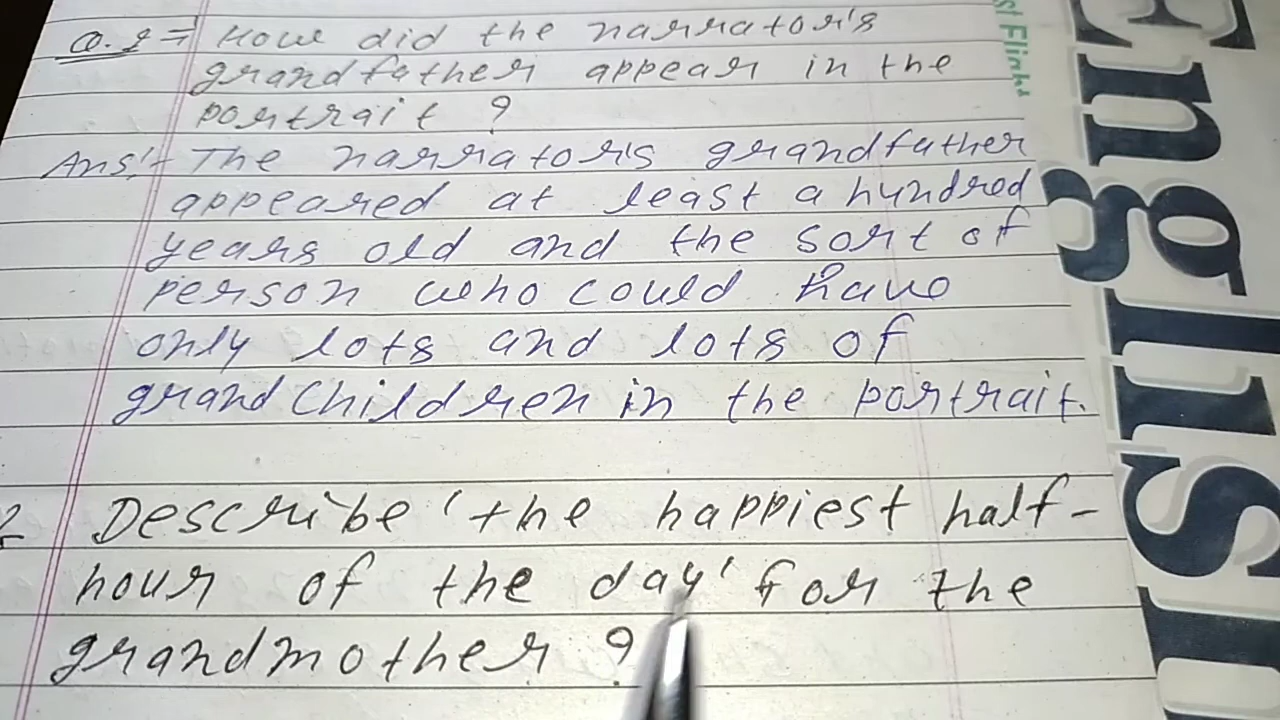 Q.1 = How did the narrator's
grandfather appear in the
portrait ?
Ans:- The narrator's grandfather
appeared at least a hundred
years old and the sort of
person who could have
only lots and lots of
grandchildren in the portrait.
2 Describe 'the happiest half-
hour of the day' for the
grandmother ?
English